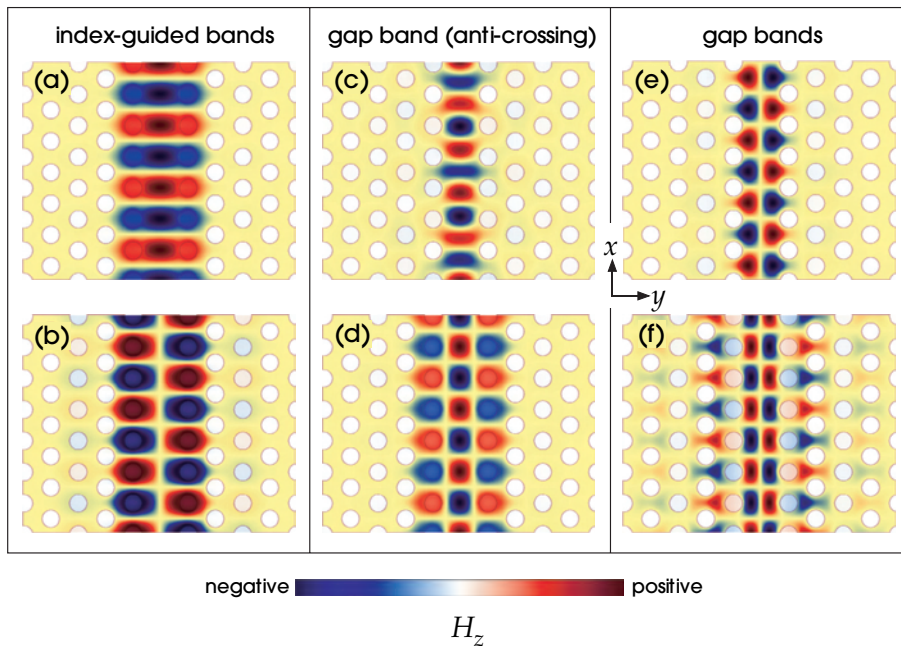 index-guided bands
gap band (anti-crossing)
gap bands
(a)
(c)
(e)
x
y
(b)
(d)
(f)
negative
positive
H_z